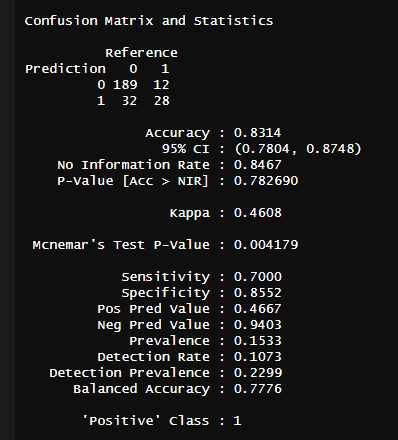 Confusion Matrix and Statistics
Reference
Prediction 0 1
0 189 12
1 32 28
Accuracy : 0.8314
95% CI : (0.7804, 0.8748)
No Information Rate : 0.8467
P-Value [Acc > NIR] : 0.782690
Kappa : 0.4608
Mcnemar's Test P-Value : 0.004179
Sensitivity : 0.7000
Specificity : 0.8552
Pos Pred Value : 0.4667
Neg Pred Value : 0.9403
Prevalence : 0.1533
Detection Rate : 0.1073
Detection Prevalence : 0.2299
Balanced Accuracy : 0.7776
'Positive' Class : 1